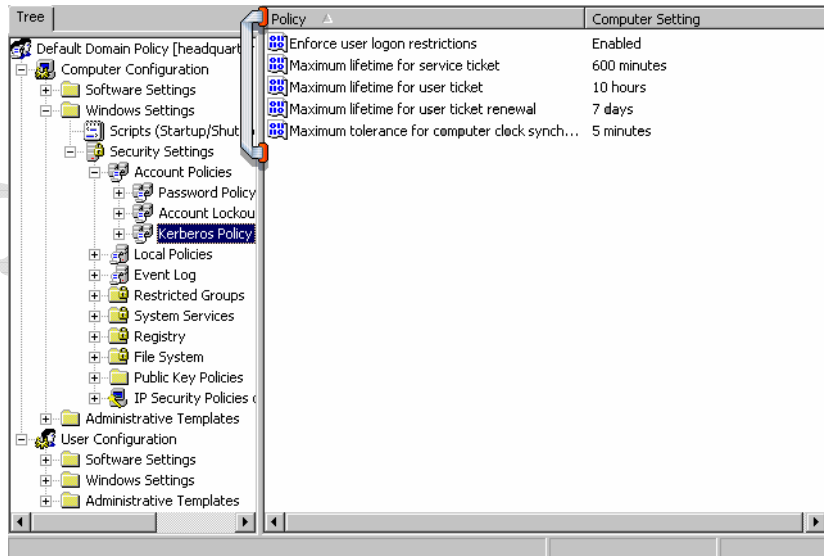 Tree
Default Domain Policy [headquart
Computer Configuration
Software Settings
Windows Settings
Scripts (Startup/Shut
Security Settings
Account Policies
Password Policy
Account Lockou
Kerberos Policy
Local Policies
Event Log
Restricted Groups
System Services
Registry
File System
Public Key Policies
IP Security Policies
Administrative Templates
User Configuration
Software Settings
Windows Settings
Administrative Templates
Policy Computer Setting
Enforce user logon restrictions Enabled
Maximum lifetime for service ticket 600 minutes
Maximum lifetime for user ticket 10 hours
Maximum lifetime for user ticket renewal 7 days
Maximum tolerance for computer clock synch... 5 minutes